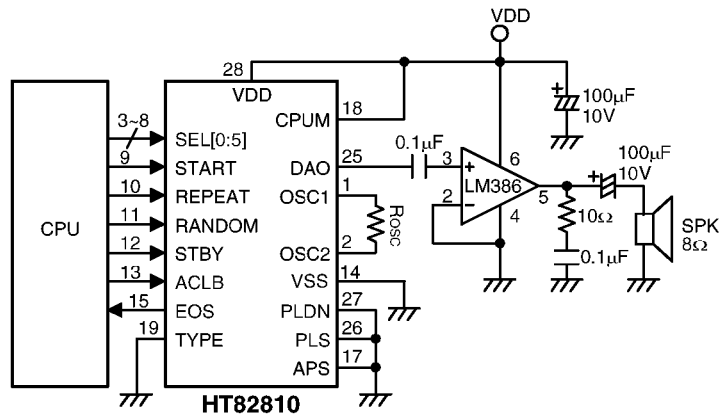 VDD
28
VDD
18
CPUM
100µF
10V
3~8
SEL[0:5]
9
START
DAO
25
0.1µF
3
+
6
100µF
10V
10
REPEAT
OSC1
1
LM386
5
2
−
4
11
RANDOM
ROSC
10Ω
SPK
8Ω
CPU
12
STBY
OSC2
2
0.1µF
13
ACLB
VSS
14
15
EOS
PLDN
27
19
TYPE
PLS
26
APS
17
HT82810